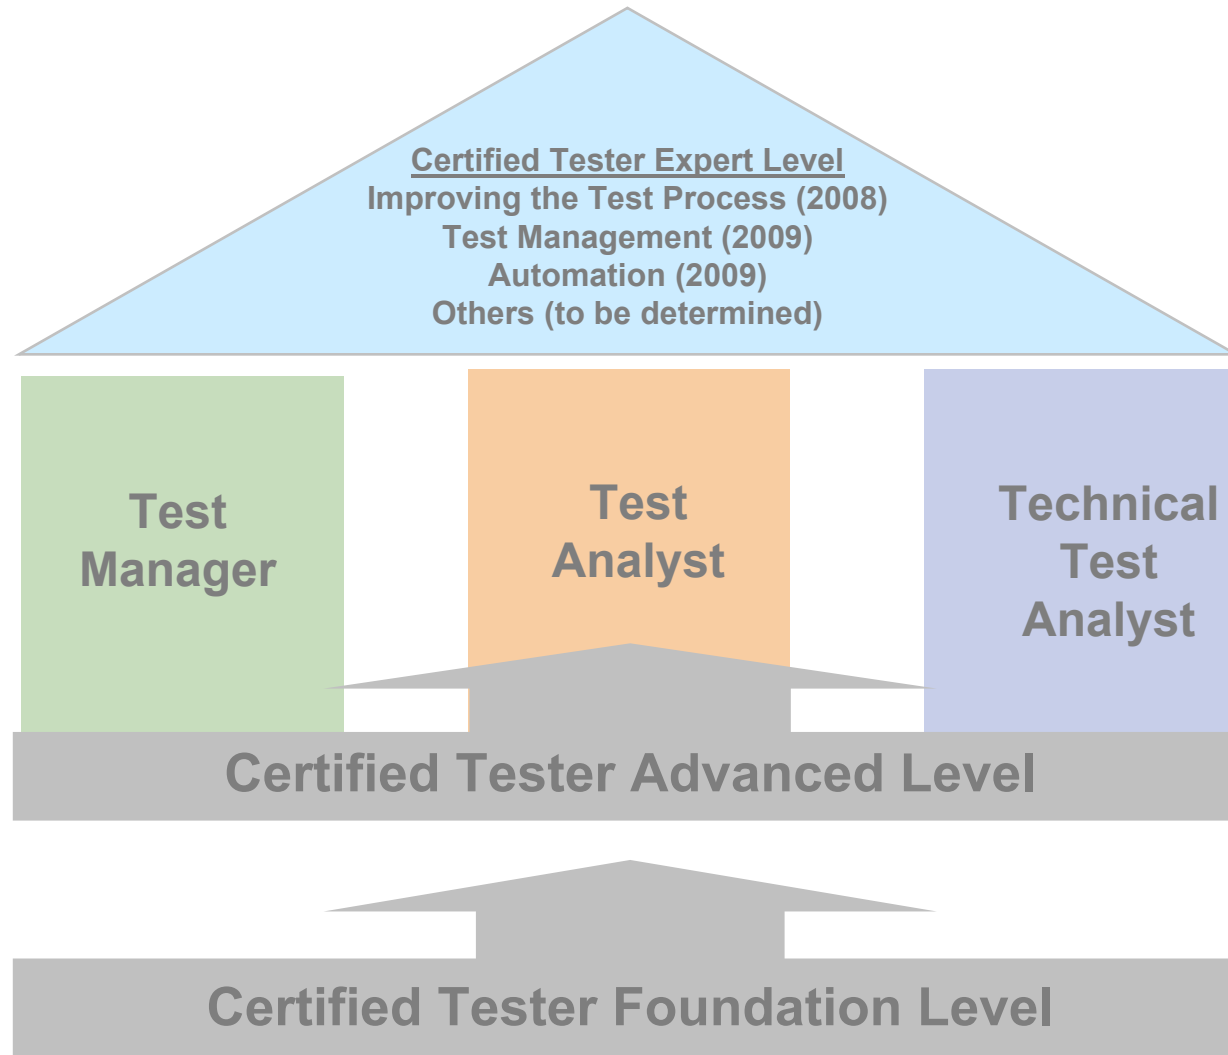 Certified Tester Expert Level
Improving the Test Process (2008)
Test Management (2009)
Automation (2009)
Others (to be determined)
Test
Manager
Test
Analyst
Technical
Test
Analyst
Certified Tester Advanced Level
Certified Tester Foundation Level